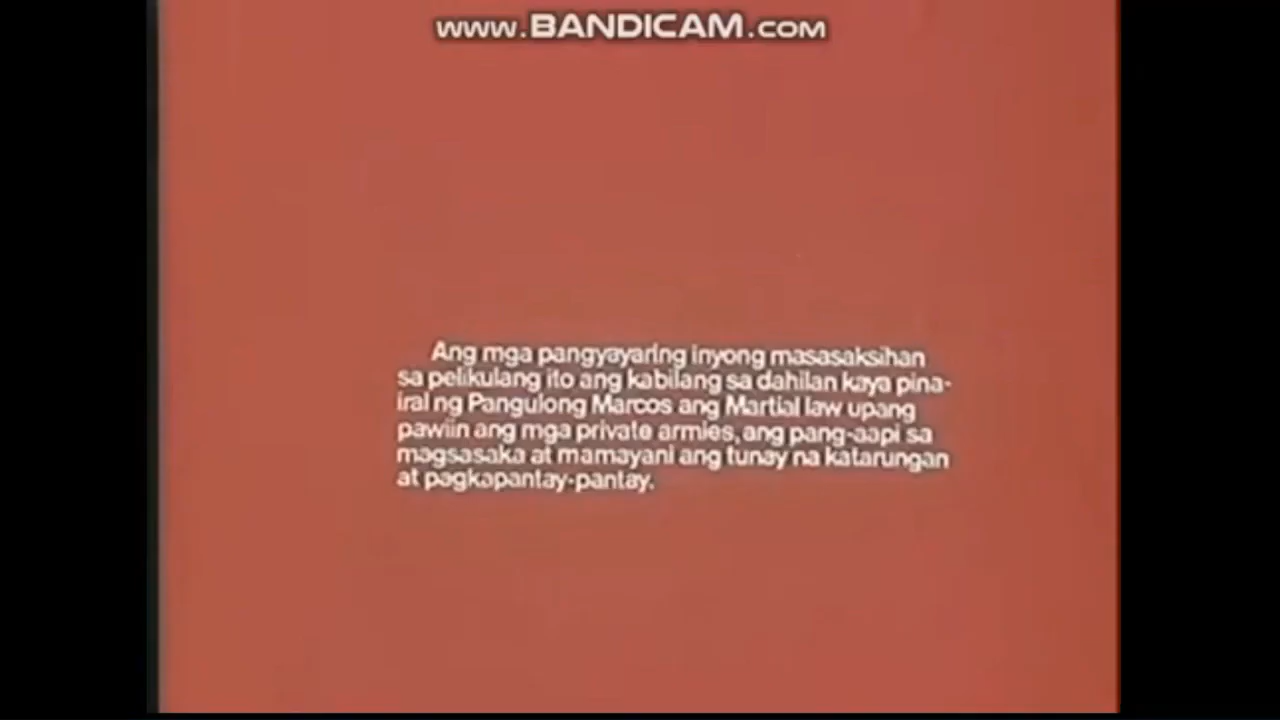 www.BANDICAM.com
Ang mga pangyayaring inyong masasaksihan
sa pelikulang ito ang kabilang sa dahilan kaya pina-
iral ng Pangulong Marcos ang Martial law upang
pawiin ang mga private armies, ang pang-aapi sa
magsasaka at mamayani ang tunay na katarungan
at pagkapantay-pantay.